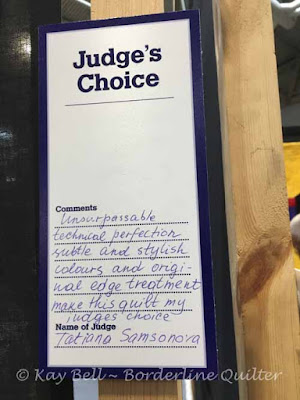 Judge's
Choice
Comments
Unsurpassable
technical perfection
subtle and stylish
colours and origi-
nal edge treatment
make this quilt my
judges choice
Name of Judge
Tatiana Samsonova
© Kay Bell ~ Borderline Quilter